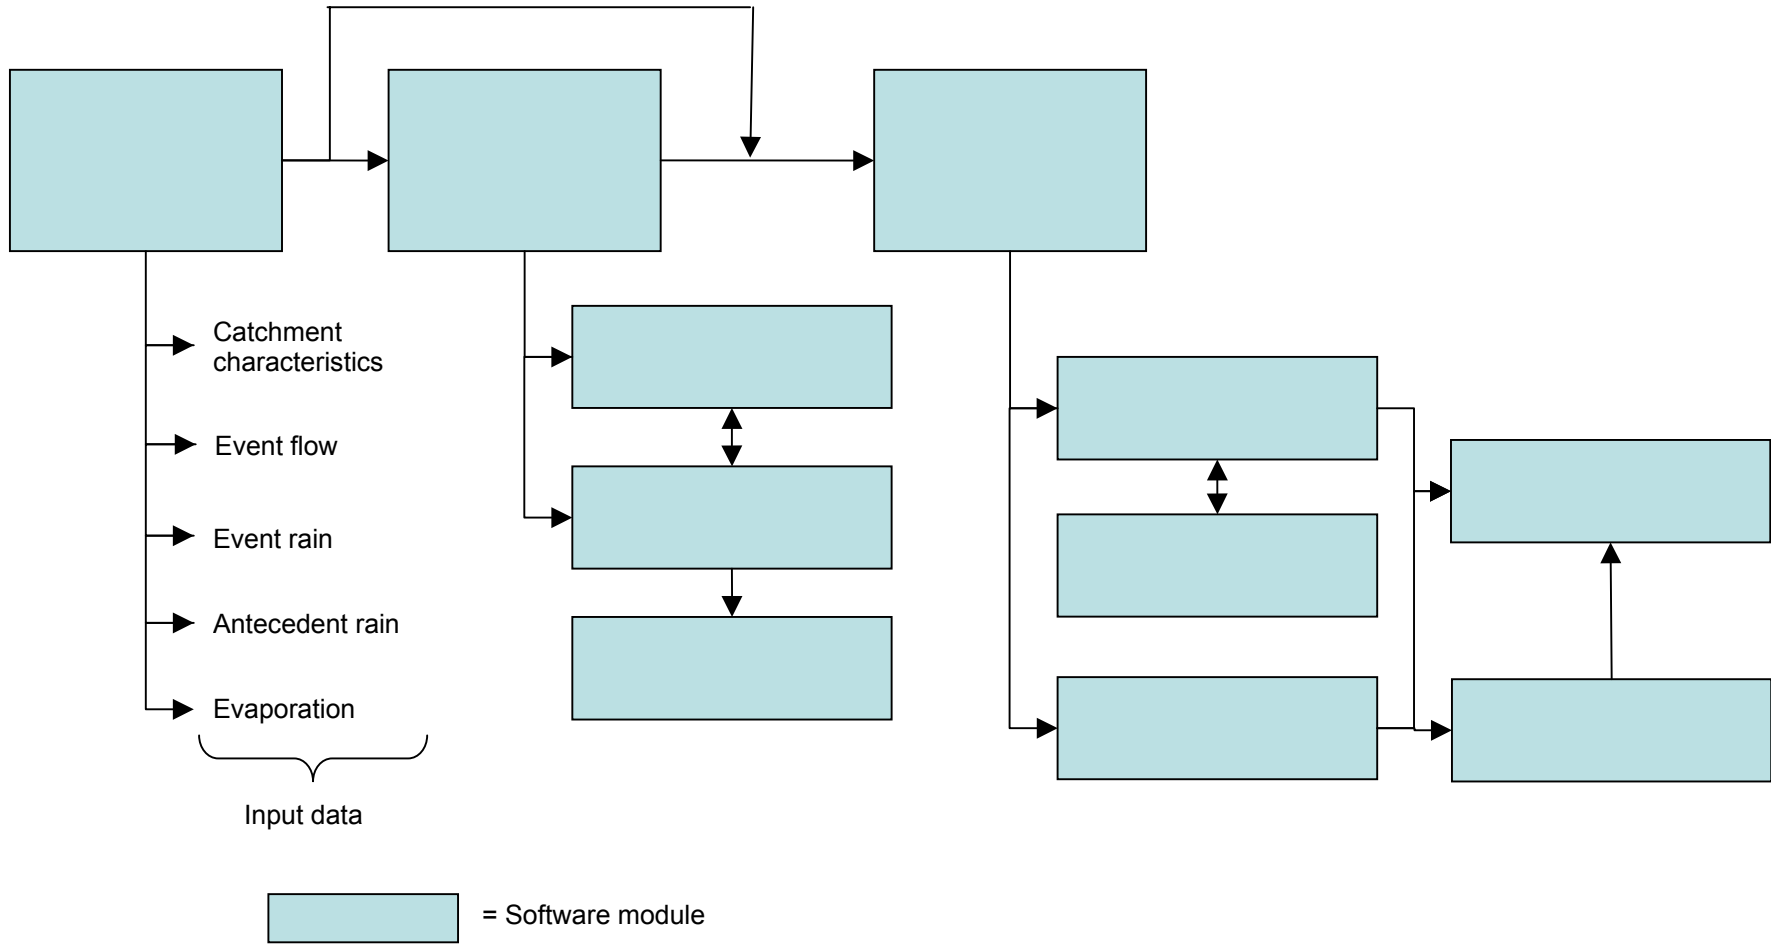 Catchment
characteristics
Event flow
Event rain
Antecedent rain
Evaporation
Input data
= Software module